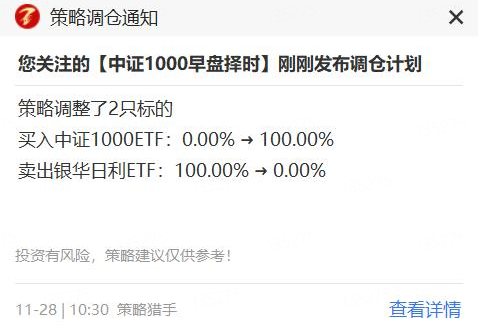 策略调仓通知
您关注的【中证1000早盘择时】刚刚发布调仓计划
策略调整了2只标的
买入中证1000ETF：0.00% → 100.00%
卖出银华日利ETF：100.00% → 0.00%
投资有风险，策略建议仅供参考！
11-28 | 10:30 策略猎手 查看详情